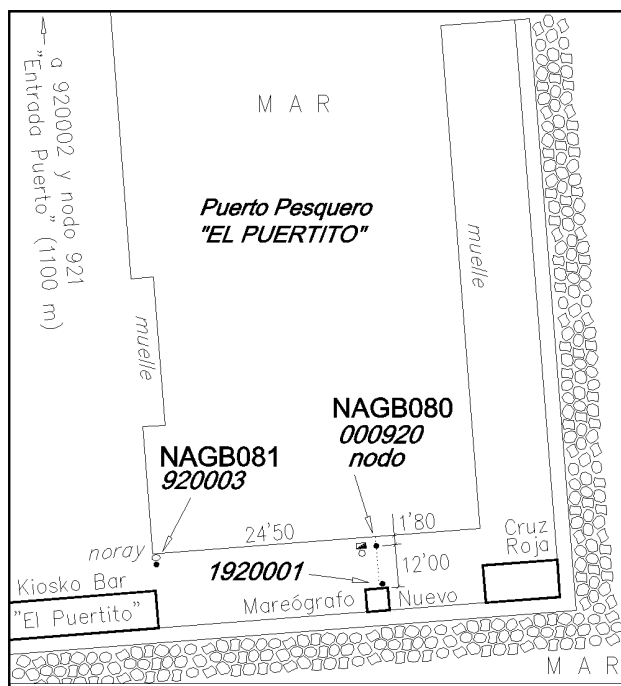 a 920002 y nodo 921
"Entrada Puerto" (1100 m)
M A R
Puerto Pesquero
"EL PUERTITO"
muelle
muelle
NAGB080
000920
nodo
NAGB081
920003
24'50
1'80
Cruz
Roja
noray
12'00
1920001
Kiosko Bar
"El Puertito"
Mareógrafo Nuevo
M A R